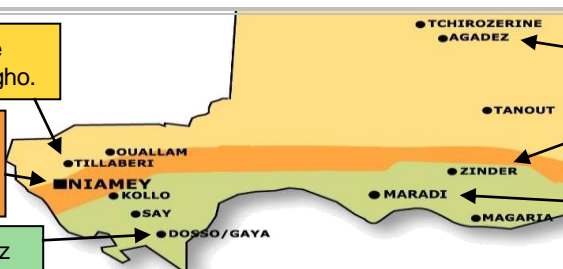 TCHIROZERINE
AGADEZ
gho.
TANOUT
OUALLAM
TILLABERI
ZINDER
NIAMEY
KOLLO
MARADI
SAY
MAGARIA
DOSSO/GAYA
z